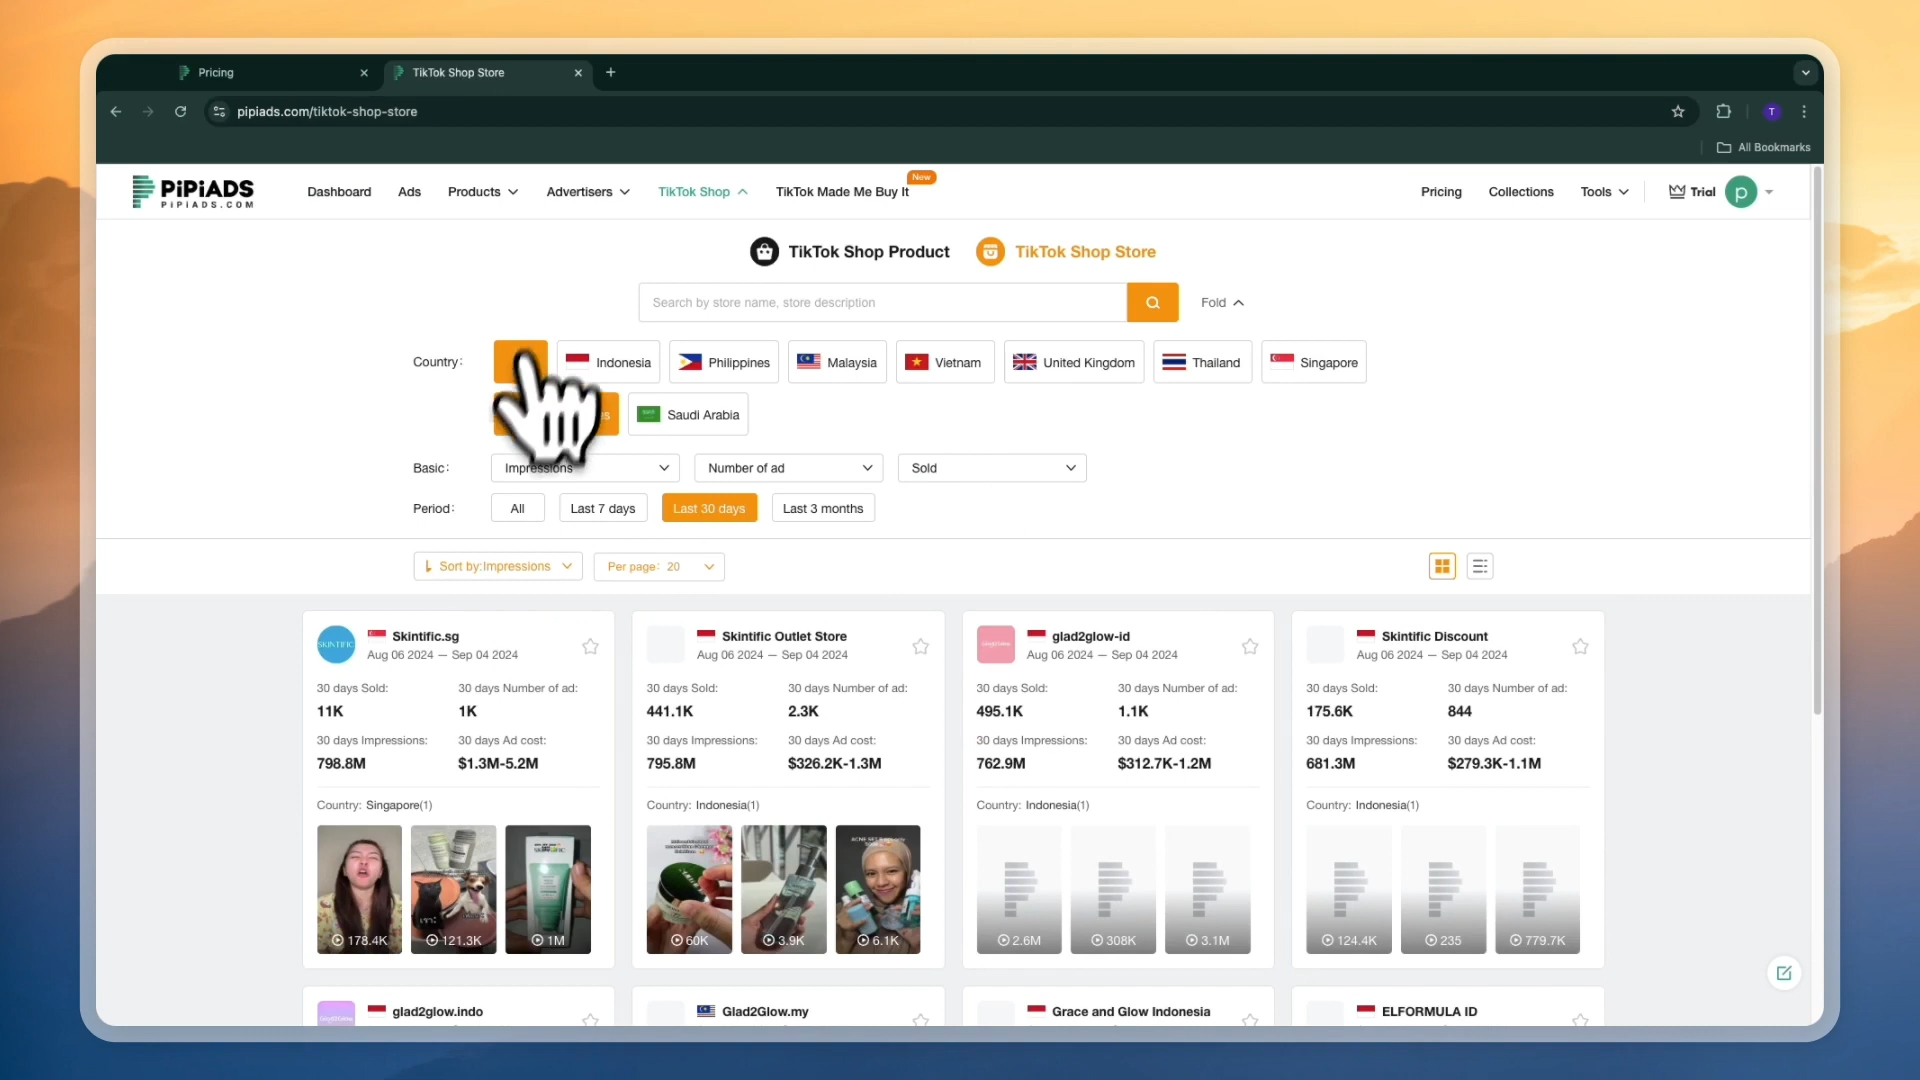 Pricing
TikTok Shop Store
pipiads.com/tiktok-shop-store
T
All Bookmarks
PiPiADS
PIPIADS.COM
Dashboard
Ads
Products
Advertisers
TikTok Shop
TikTok Made Me Buy It
New
Pricing
Collections
Tools
Trial
p
TikTok Shop Product
TikTok Shop Store
Search by store name, store description
Fold
Country:
Indonesia
Philippines
Malaysia
Vietnam
United Kingdom
Thailand
Singapore
Saudi Arabia
Basic:
Impressions
Number of ad
Sold
Period:
All
Last 7 days
Last 30 days
Last 3 months
Sort by:Impressions
Per page: 20
SKINTIFIC
Skintific.sg
Aug 06 2024 — Sep 04 2024
30 days Sold:
30 days Number of ad:
11K
1K
30 days Impressions:
30 days Ad cost:
798.8M
$1.3M-5.2M
Country: Singapore(1)
178.4K
121.3K
1M
Skintific Outlet Store
Aug 06 2024 — Sep 04 2024
30 days Sold:
30 days Number of ad:
441.1K
2.3K
30 days Impressions:
30 days Ad cost:
795.8M
$326.2K-1.3M
Country: Indonesia(1)
60K
3.9K
6.1K
glad2glow-id
Aug 06 2024 — Sep 04 2024
30 days Sold:
30 days Number of ad:
495.1K
1.1K
30 days Impressions:
30 days Ad cost:
762.9M
$312.7K-1.2M
Country: Indonesia(1)
2.6M
308K
3.1M
Skintific Discount
Aug 06 2024 — Sep 04 2024
30 days Sold:
30 days Number of ad:
175.6K
844
30 days Impressions:
30 days Ad cost:
681.3M
$279.3K-1.1M
Country: Indonesia(1)
124.4K
235
779.7K
glad2glow.indo
Glad2Glow.my
Grace and Glow Indonesia
ELFORMULA ID